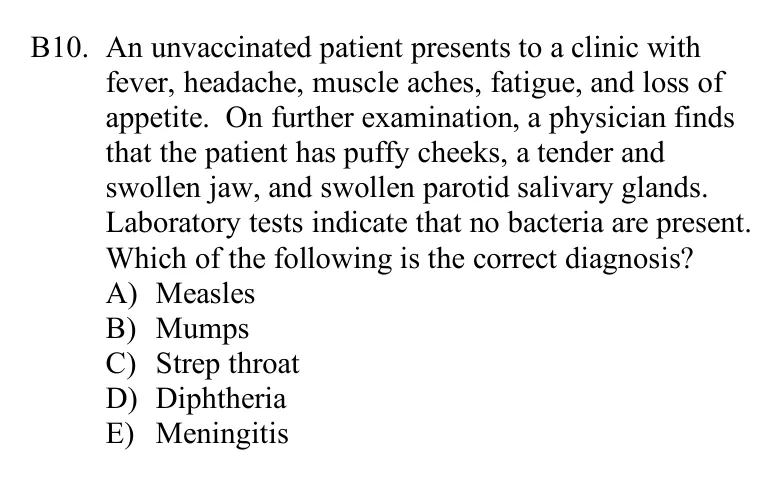 B10. An unvaccinated patient presents to a clinic with
fever, headache, muscle aches, fatigue, and loss of
appetite.  On further examination, a physician finds
that the patient has puffy cheeks, a tender and
swollen jaw, and swollen parotid salivary glands.
Laboratory tests indicate that no bacteria are present.
Which of the following is the correct diagnosis?
A) Measles
B) Mumps
C) Strep throat
D) Diphtheria
E) Meningitis